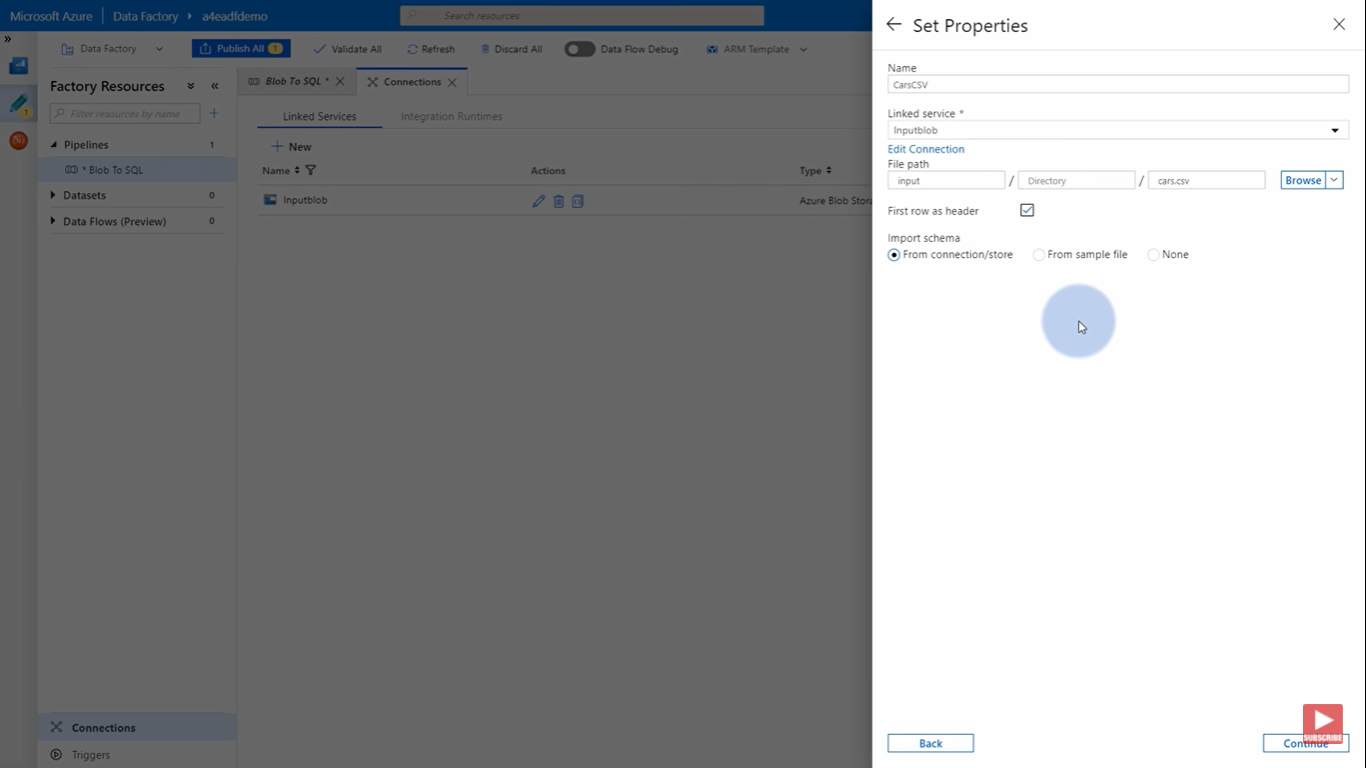 Microsoft Azure Data Factory a4eadfdemo Search resources
Data Factory Publish All 1 Validate All Refresh Discard All Data Flow Debug ARM Template
Factory Resources
Filter resources by name
Pipelines 1
* Blob To SQL
Datasets 0
Data Flows (Preview) 0
Connections
Triggers
1
Blob To SQL * Connections
Linked Services Integration Runtimes
New
Name Actions Type
Inputblob Azure Blob Stora
Set Properties
Name
CarsCSV
Linked service *
Inputblob
Edit Connection
File path
input / Directory / cars.csv Browse
First row as header
Import schema
From connection/store From sample file None
Back Continue
SUBSCRIBE